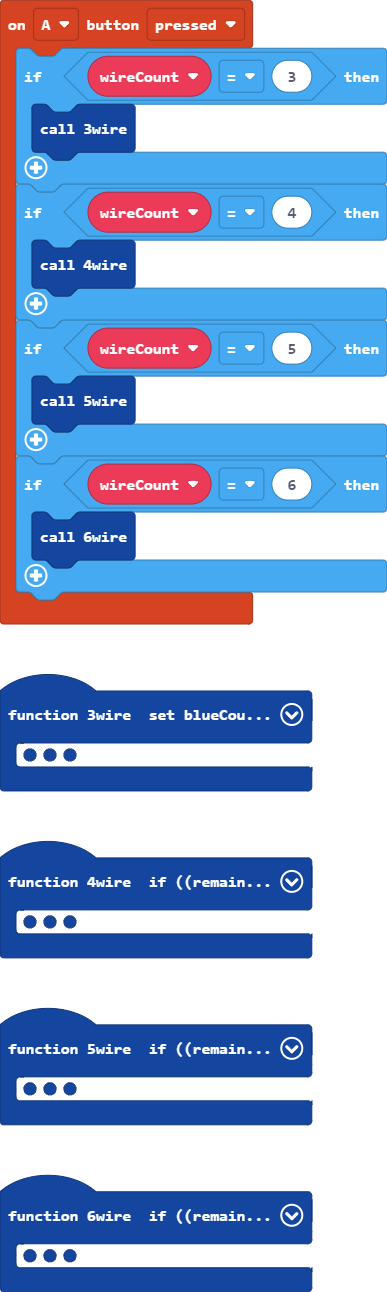 on A button pressed
if wireCount = 3 then
call 3wire
if wireCount = 4 then
call 4wire
if wireCount = 5 then
call 5wire
if wireCount = 6 then
call 6wire
function 3wire set blueCou...
function 4wire if ((remain...
function 5wire if ((remain...
function 6wire if ((remain...